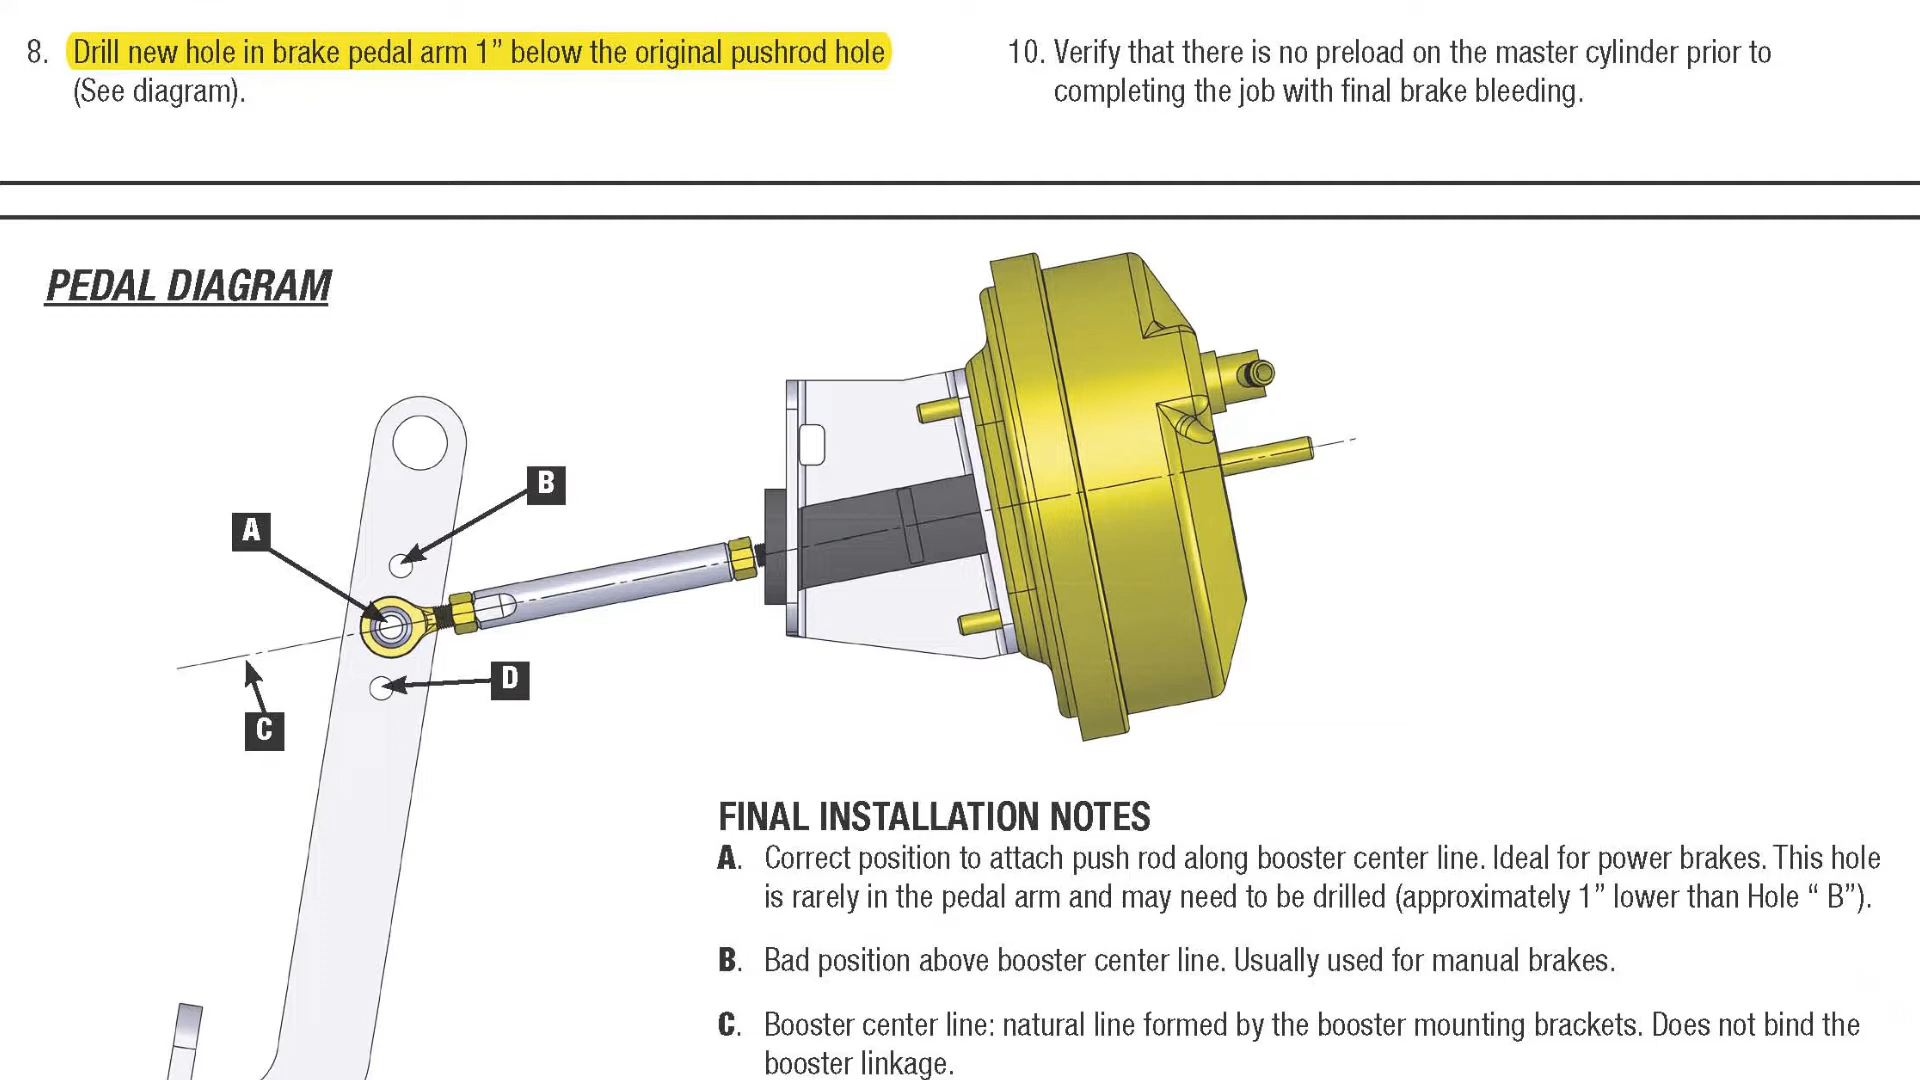 8. Drill new hole in brake pedal arm 1” below the original pushrod hole
(See diagram).
10. Verify that there is no preload on the master cylinder prior to
completing the job with final brake bleeding.
PEDAL DIAGRAM
B
A
D
C
FINAL INSTALLATION NOTES
A. Correct position to attach push rod along booster center line. Ideal for power brakes. This hole
is rarely in the pedal arm and may need to be drilled (approximately 1” lower than Hole “ B”).
B. Bad position above booster center line. Usually used for manual brakes.
C. Booster center line: natural line formed by the booster mounting brackets. Does not bind the
booster linkage.